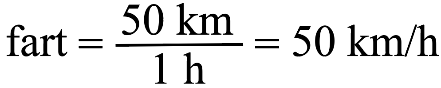 fart = 50 km / 1 h = 50 km/h